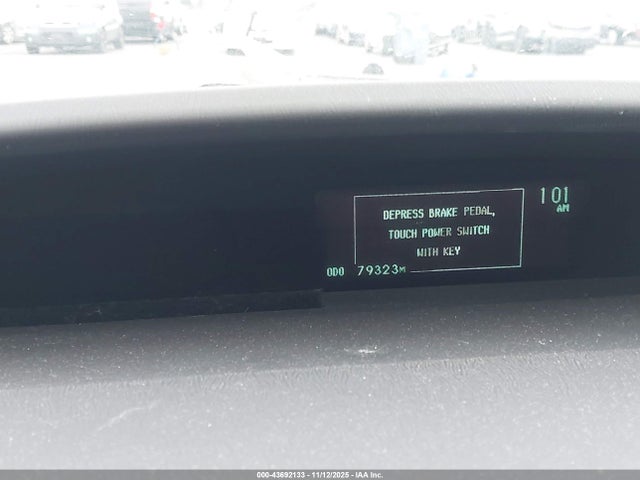 101
AM
DEPRESS BRAKE PEDAL,
TOUCH POWER SWITCH
WITH KEY
ODO 79323M
000-43692133 - 11/12/2025 - IAA Inc.